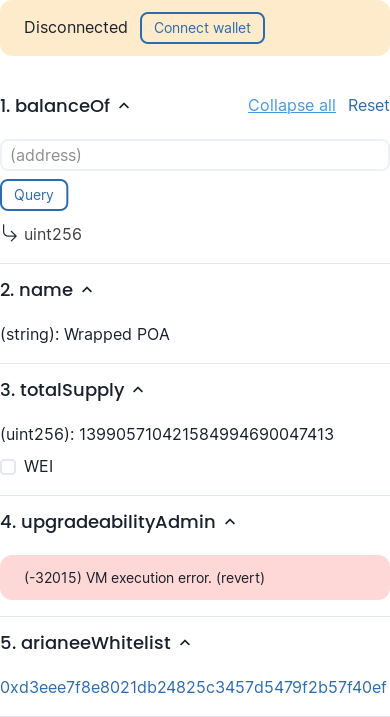 Disconnected Connect wallet
1. balanceOf Collapse all Reset
(address)
Query
uint256
2. name
(string): Wrapped POA
3. totalSupply
(uint256): 139905710421584994690047413
WEI
4. upgradeabilityAdmin
(-32015) VM execution error. (revert)
5. arianeeWhitelist
0xd3eee7f8e8021db24825c3457d5479f2b57f40ef